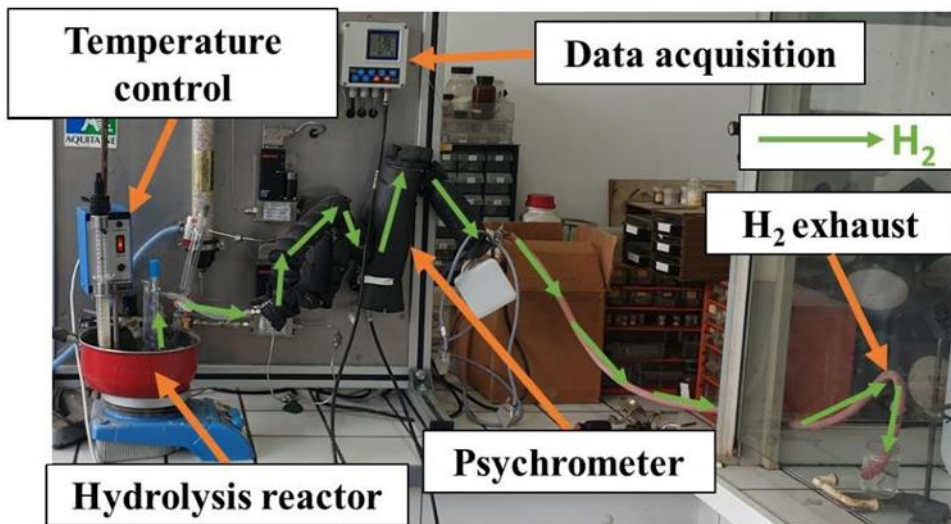 Temperature
control
Data acquisition
AQUITAINE
H₂
H₂ exhaust
Psychrometer
Hydrolysis reactor